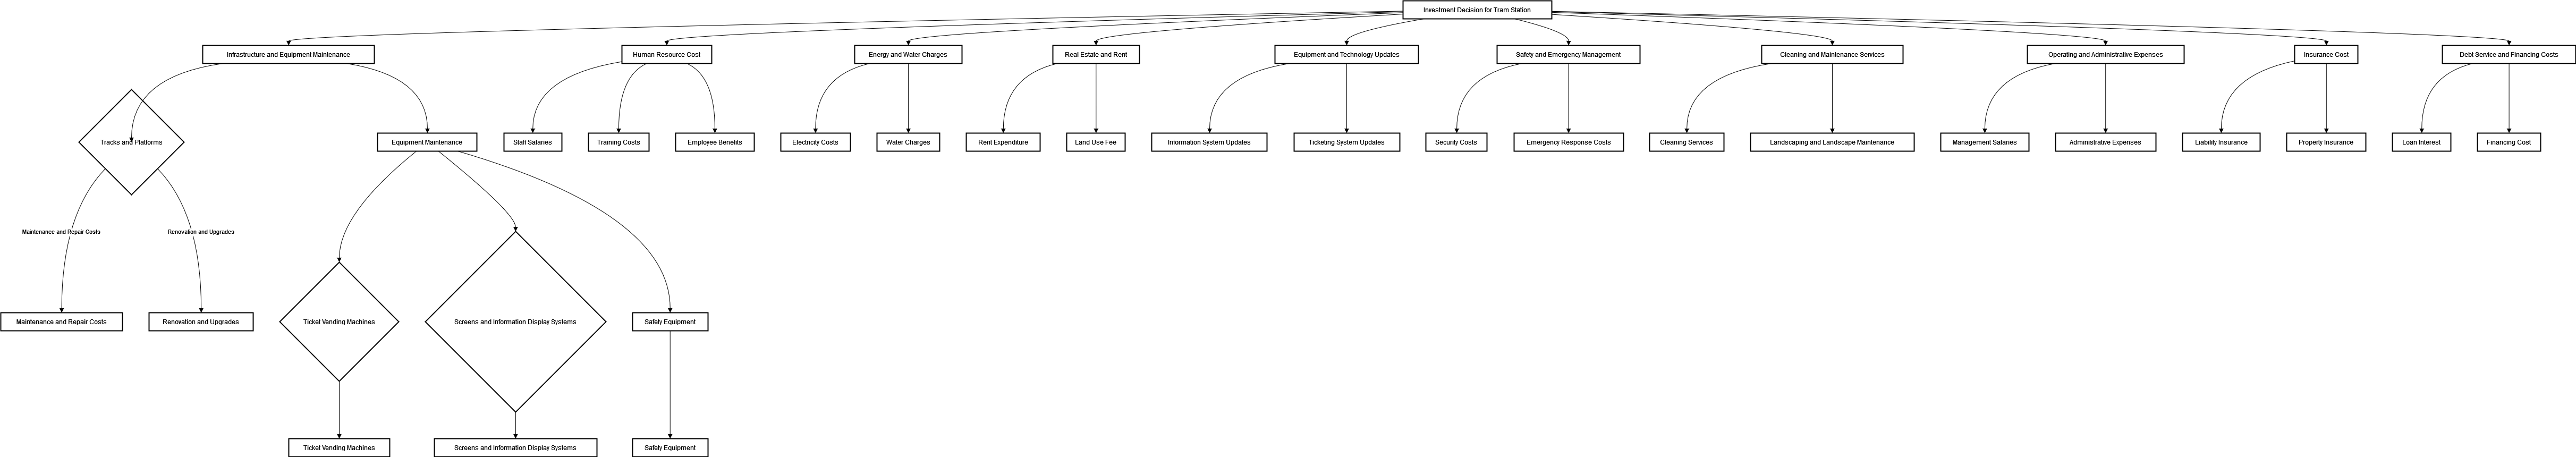 Investment Decision for Tram Station
Infrastructure and Equipment Maintenance
Human Resource Cost
Energy and Water Charges
Real Estate and Rent
Equipment and Technology Updates
Safety and Emergency Management
Cleaning and Maintenance Services
Operating and Administrative Expenses
Insurance Cost
Debt Service and Financing Costs
Tracks and Platforms
Equipment Maintenance
Staff Salaries
Training Costs
Employee Benefits
Electricity Costs
Water Charges
Rent Expenditure
Land Use Fee
Information System Updates
Ticketing System Updates
Security Costs
Emergency Response Costs
Cleaning Services
Landscaping and Landscape Maintenance
Management Salaries
Administrative Expenses
Liability Insurance
Property Insurance
Loan Interest
Financing Cost
Maintenance and Repair Costs
Renovation and Upgrades
Maintenance and Repair Costs
Renovation and Upgrades
Ticket Vending Machines
Screens and Information Display Systems
Safety Equipment
Ticket Vending Machines
Screens and Information Display Systems
Safety Equipment